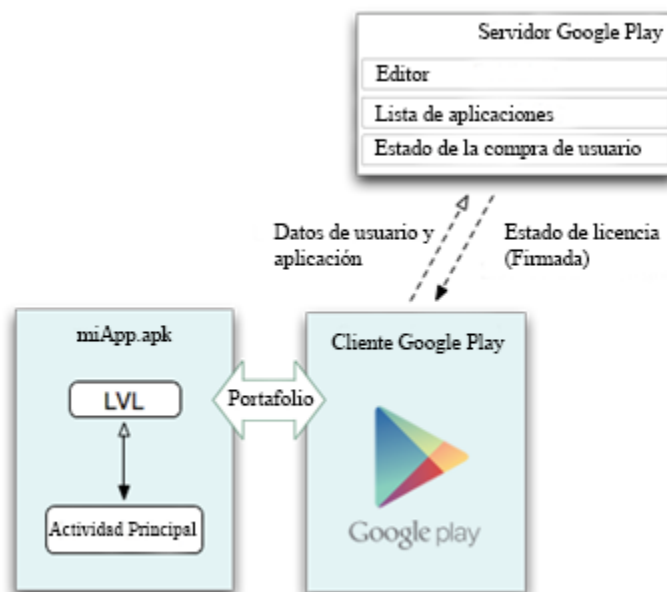 Servidor Google Play
Editor
Lista de aplicaciones
Estado de la compra de usuario
Datos de usuario y
aplicación
Estado de licencia
(Firmada)
miApp.apk
LVL
Actividad Principal
Portafolio
Cliente Google Play
Google play